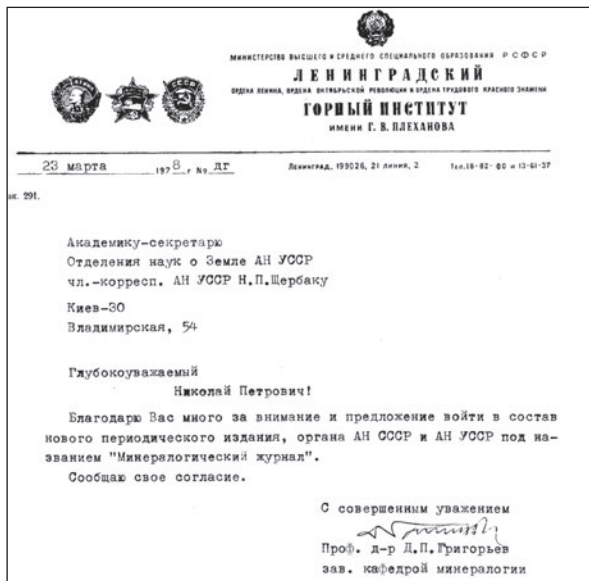 МИНИСТЕРСТВО ВЫСШЕГО И СРЕДНЕГО СПЕЦИАЛЬНОГО ОБРАЗОВАНИЯ РСФСР
ЛЕНИНГРАДСКИЙ
ОРДЕНА ЛЕНИНА, ОРДЕНА ОКТЯБРЬСКОЙ РЕВОЛЮЦИИ И ОРДЕНА ТРУДОВОГО КРАСНОГО ЗНАМЕНИ
ГОРНЫЙ ИНСТИТУТ
ИМЕНИ Г. В. ПЛЕХАНОВА
23 марта 1978 г № ДГ
Ленинград, 199026, 21 линия, 2 Тел. 18-82-80 и 13-61-37
ак. 291.
Академику-секретарю
Отделения наук о Земле АН УССР
чл.-корресп. АН УССР Н.П.Щербаку
Киев-30
Владимирская, 54
Глубокоуважаемый
Николай Петрович!
Благодарю Вас много за внимание и предложение войти в состав
нового периодического издания, органа АН СССР и АН УССР под на-
званием "Минералогический журнал".
Сообщаю свое согласие.
С совершенным уважением
Проф. д-р Д.П.Григорьев
зав. кафедрой минералогии